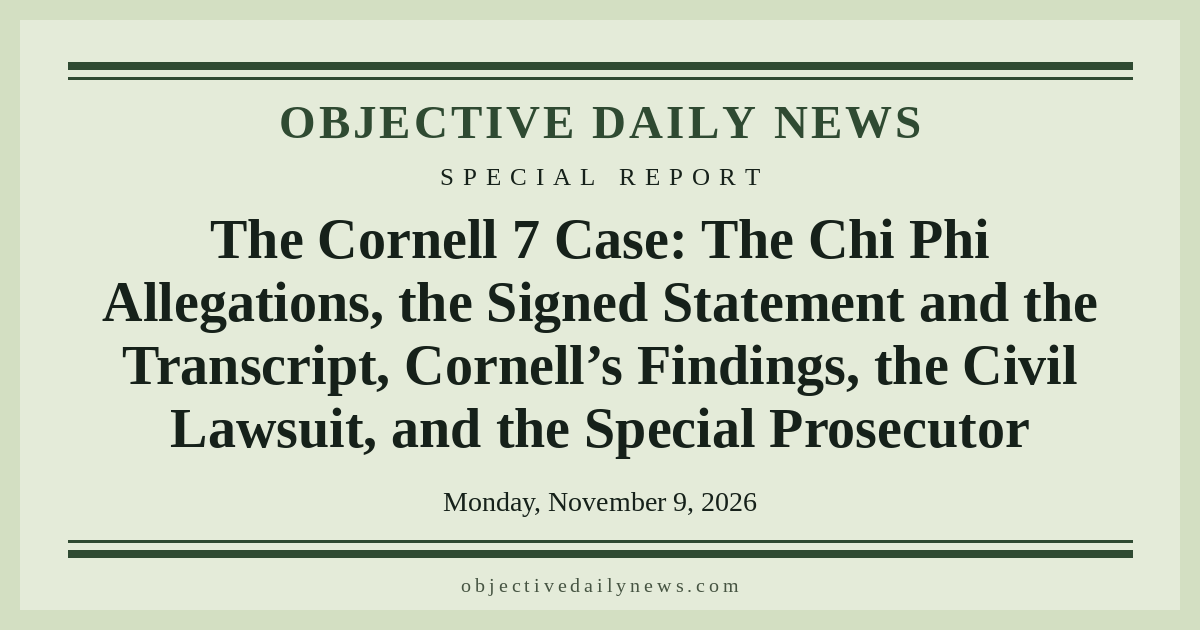 OBJECTIVE DAILY NEWS
SPECIAL REPORT
The Cornell 7 Case: The Chi Phi
Allegations, the Signed Statement and the
Transcript, Cornell’s Findings, the Civil
Lawsuit, and the Special Prosecutor
Monday, November 9, 2026
objectivedailynews.com